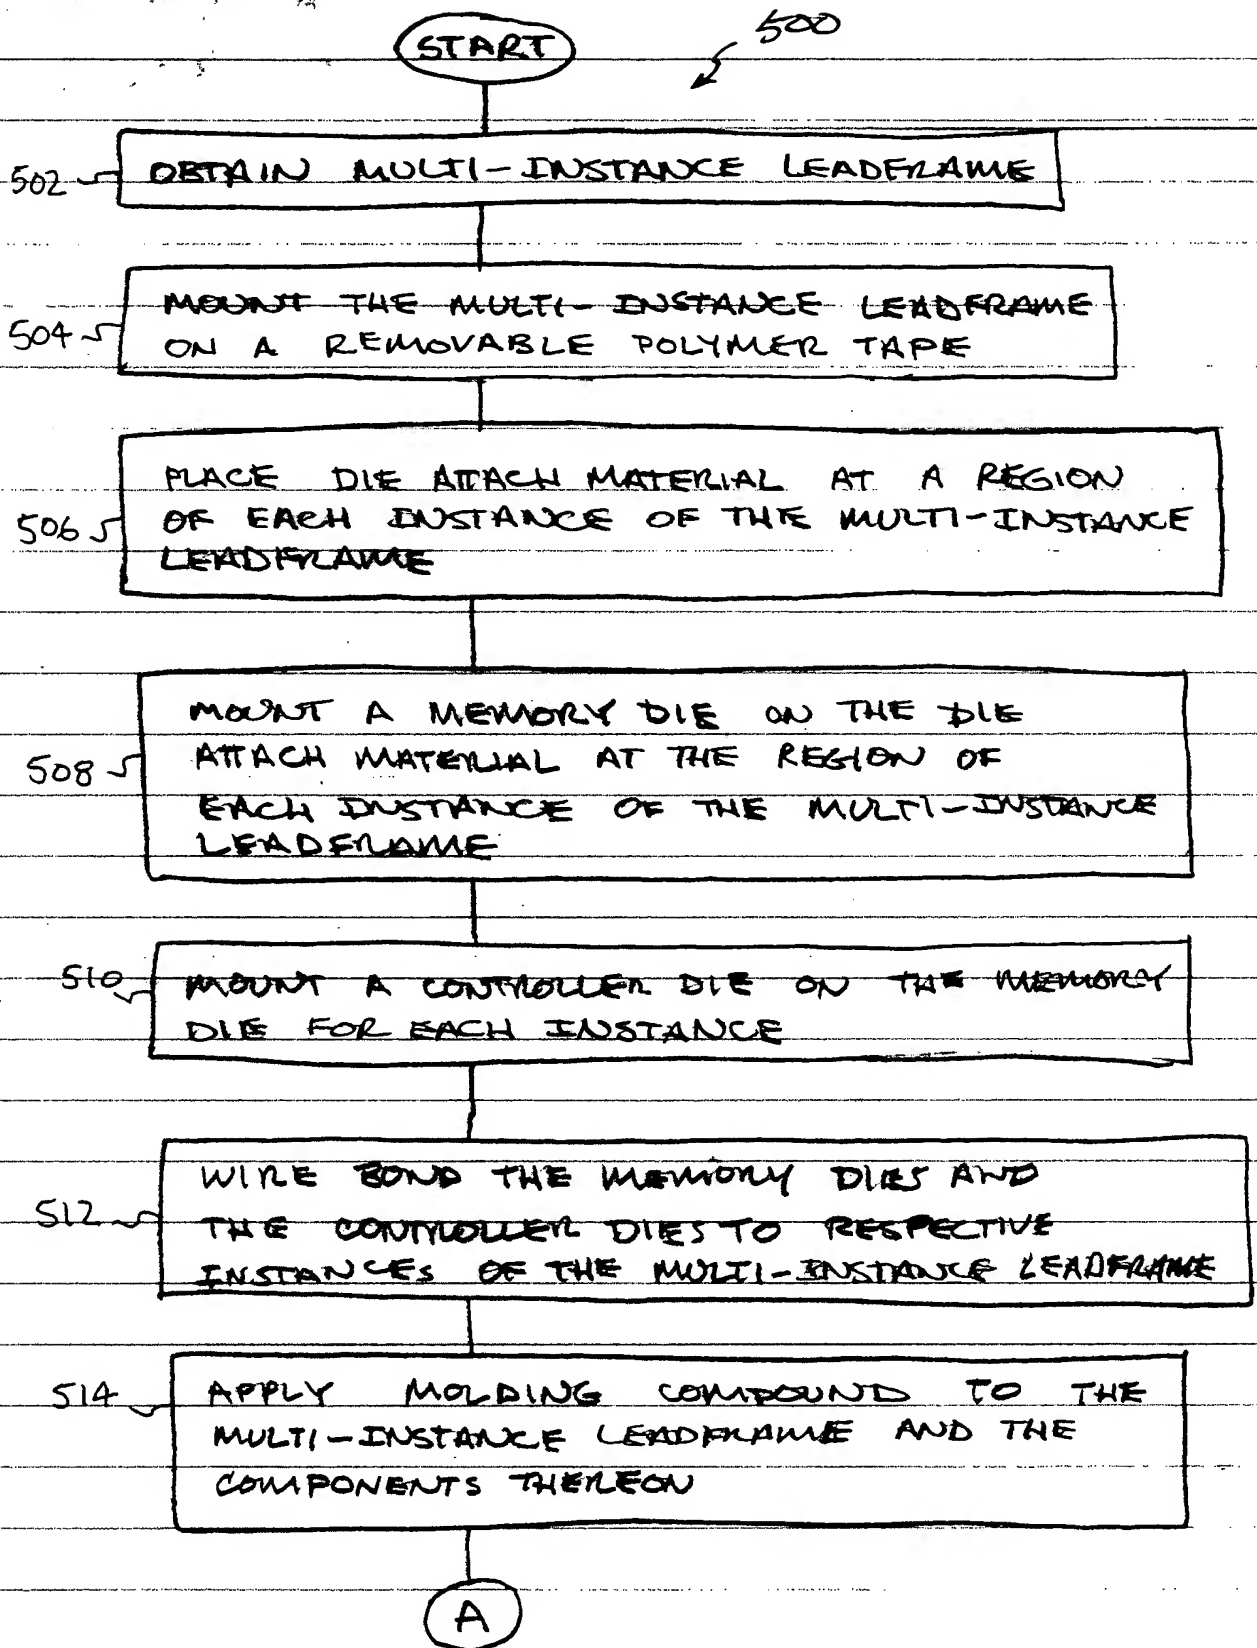 START
500
502 OBTAIN MULTI-INSTANCE LEADFRAME
504 MOUNT THE MULTI-INSTANCE LEADFRAME
ON A REMOVABLE POLYMER TAPE
506 PLACE DIE ATTACH MATERIAL AT A REGION
OF EACH INSTANCE OF THE MULTI-INSTANCE
LEADFRAME
508 MOUNT A MEMORY DIE ON THE DIE
ATTACH MATERIAL AT THE REGION OF
EACH INSTANCE OF THE MULTI-INSTANCE
LEADFRAME
510 MOUNT A CONTROLLER DIE ON THE MEMORY
DIE FOR EACH INSTANCE
512 WIRE BOND THE MEMORY DIES AND
THE CONTROLLER DIES TO RESPECTIVE
INSTANCES OF THE MULTI-INSTANCE LEADFRAME
514 APPLY MOLDING COMPOUND TO THE
MULTI-INSTANCE LEADFRAME AND THE
COMPONENTS THEREON
A